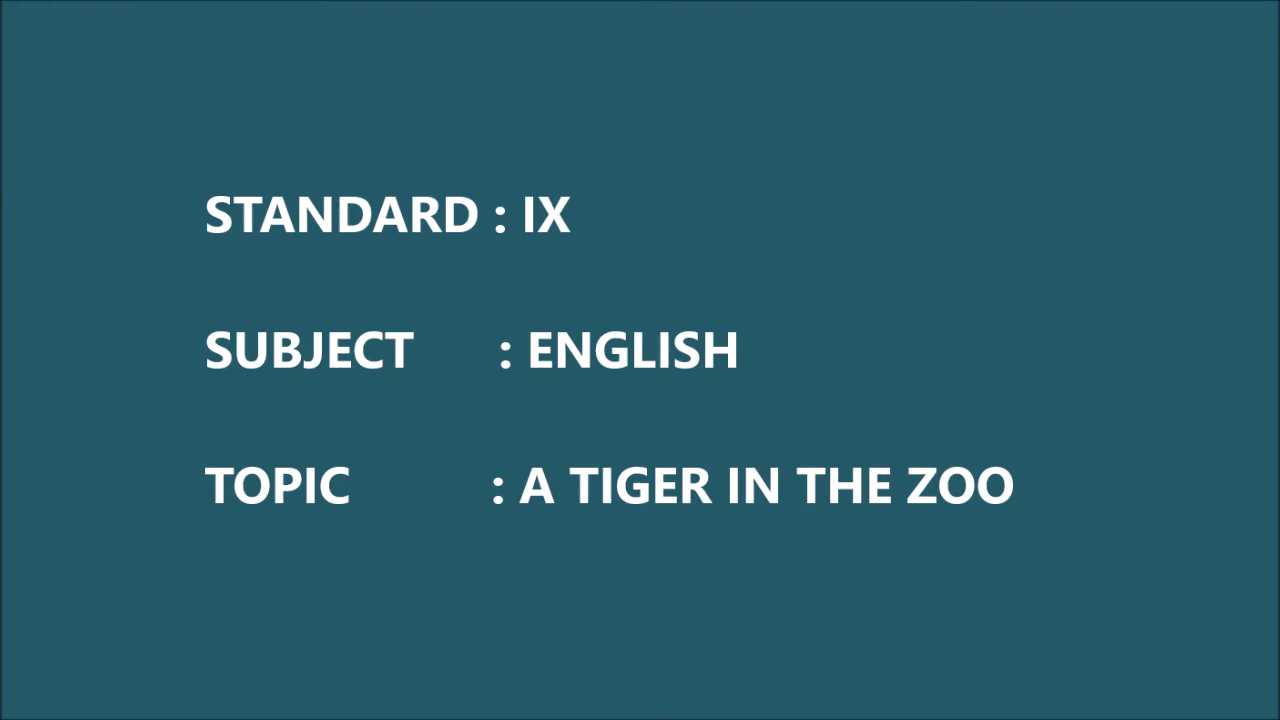 STANDARD : IX
SUBJECT : ENGLISH
TOPIC : A TIGER IN THE ZOO